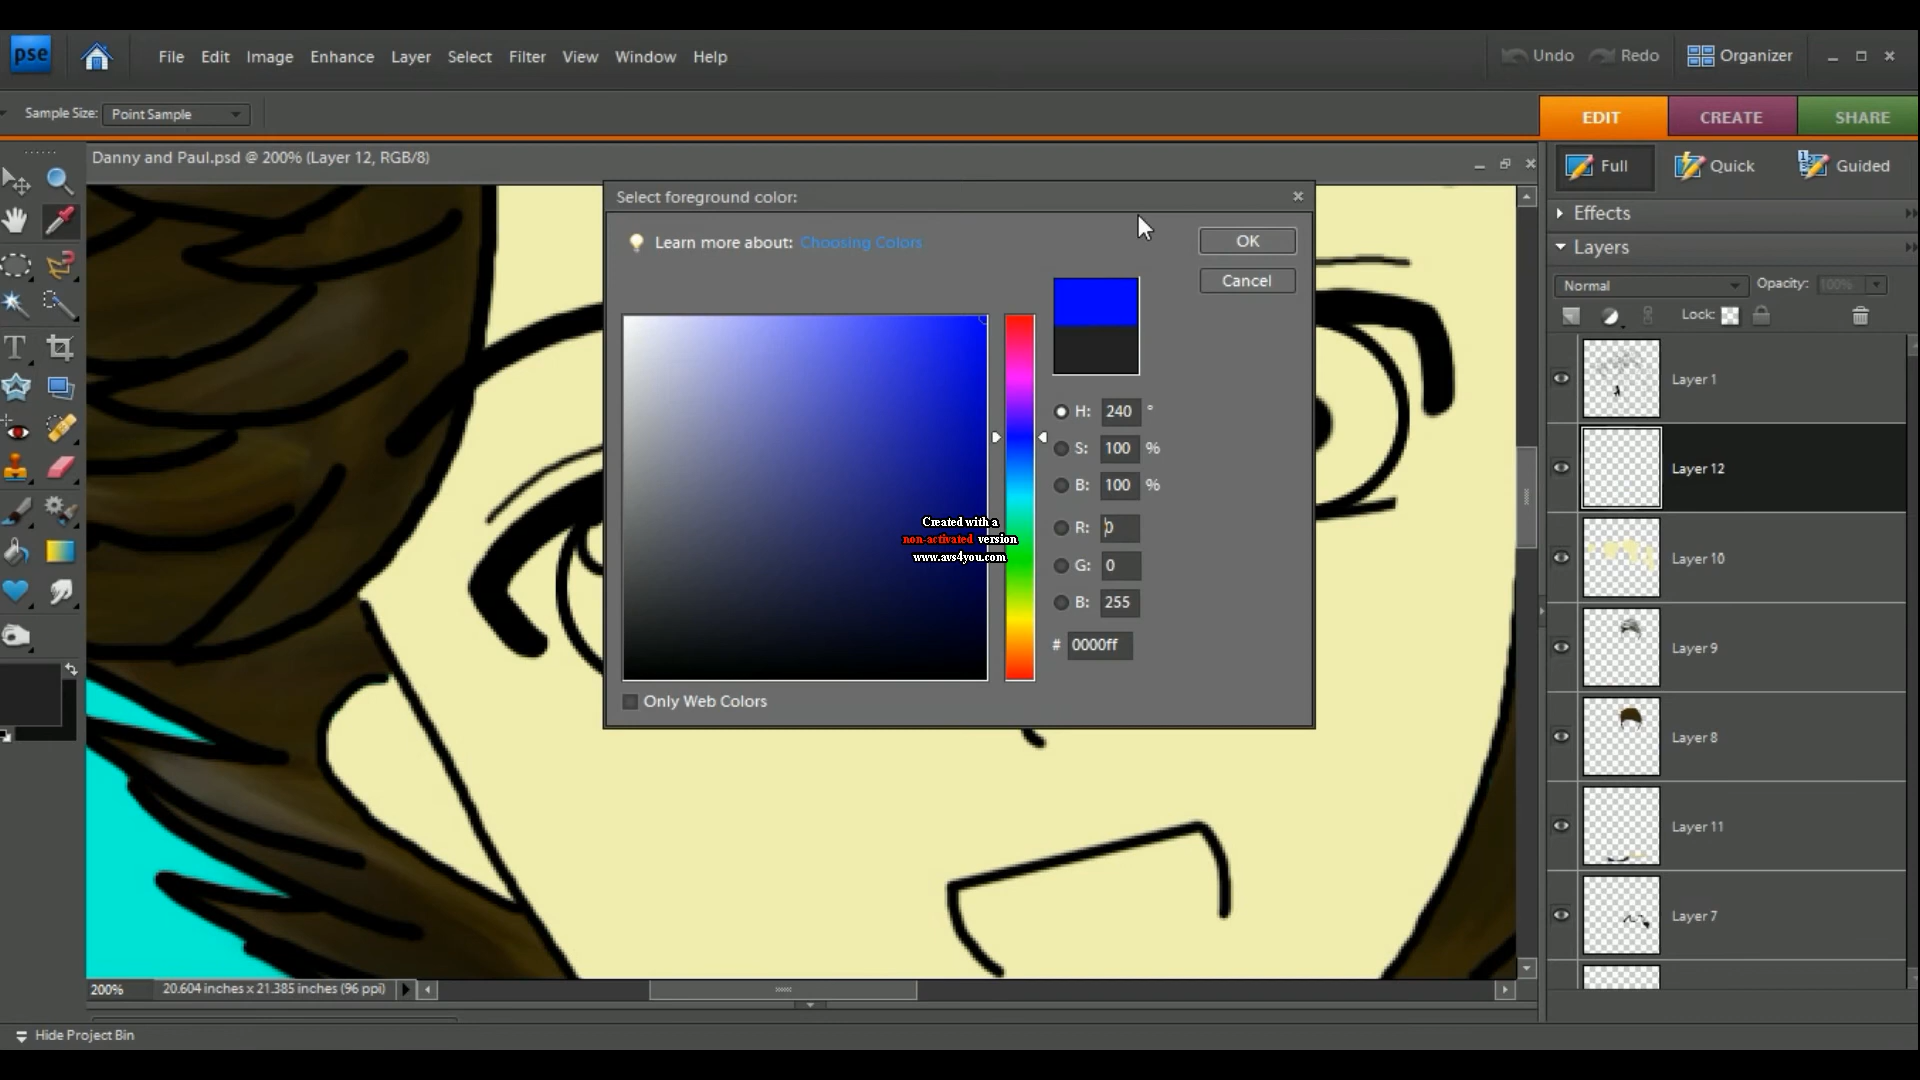 pse
File Edit Image Enhance Layer Select Filter View Window Help
Undo Redo Organizer
Sample Size: Point Sample
EDIT CREATE SHARE
Danny and Paul.psd @ 200% (Layer 12, RGB/8)
Full Quick Guided
Effects
Layers
Normal Opacity: 100%
Lock:
Layer 1
Layer 12
Layer 10
Layer 9
Layer 8
Layer 11
Layer 7
Select foreground color:
Learn more about: Choosing Colors
OK
Cancel
H: 240 °
S: 100 %
B: 100 %
R: 0
G: 0
B: 255
# 0000ff
Only Web Colors
Created with a
non-activated version
www.avs4you.com
T
200% 20.604 inches x 21.385 inches (96 ppi)
Hide Project Bin